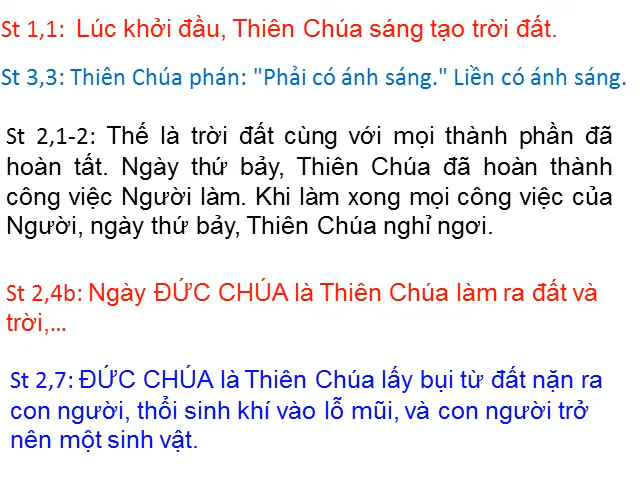 St 1,1: Lúc khởi đầu, Thiên Chúa sáng tạo trời đất.
St 3,3: Thiên Chúa phán: "Phải có ánh sáng." Liền có ánh sáng.
St 2,1-2: Thế là trời đất cùng với mọi thành phần đã
hoàn tất. Ngày thứ bảy, Thiên Chúa đã hoàn thành
công việc Người làm. Khi làm xong mọi công việc của
Người, ngày thứ bảy, Thiên Chúa nghỉ ngơi.
St 2,4b: Ngày ĐỨC CHÚA là Thiên Chúa làm ra đất và
trời,...
St 2,7: ĐỨC CHÚA là Thiên Chúa lấy bụi từ đất nặn ra
con người, thổi sinh khí vào lỗ mũi, và con người trở
nên một sinh vật.